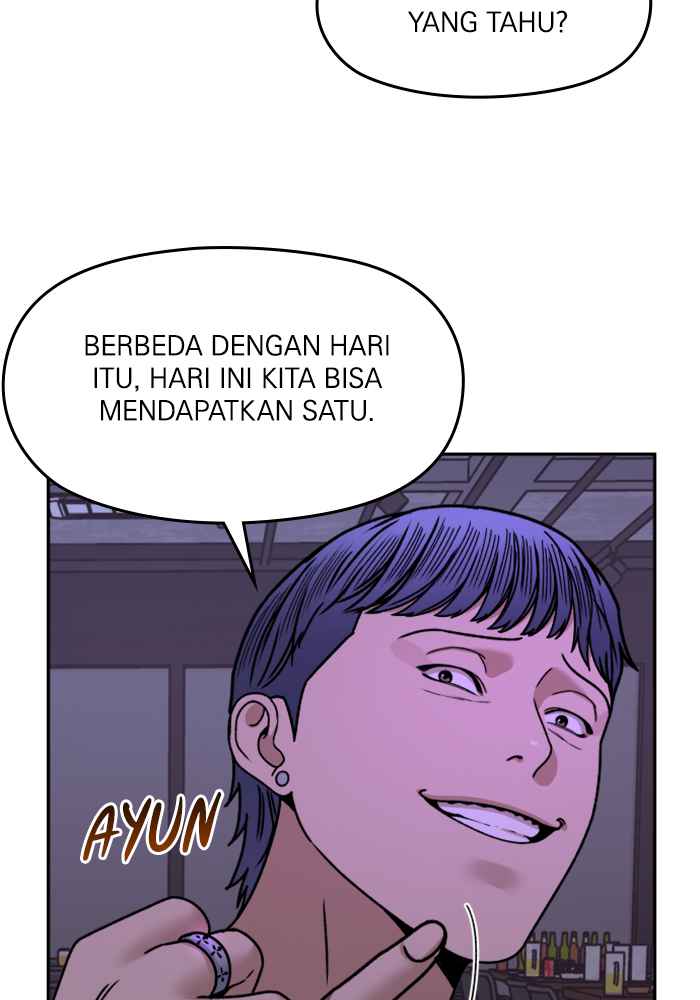 YANG TAHU?
BERBEDA DENGAN HARI
ITU, HARI INI KITA BISA
MENDAPATKAN SATU.
AYUN